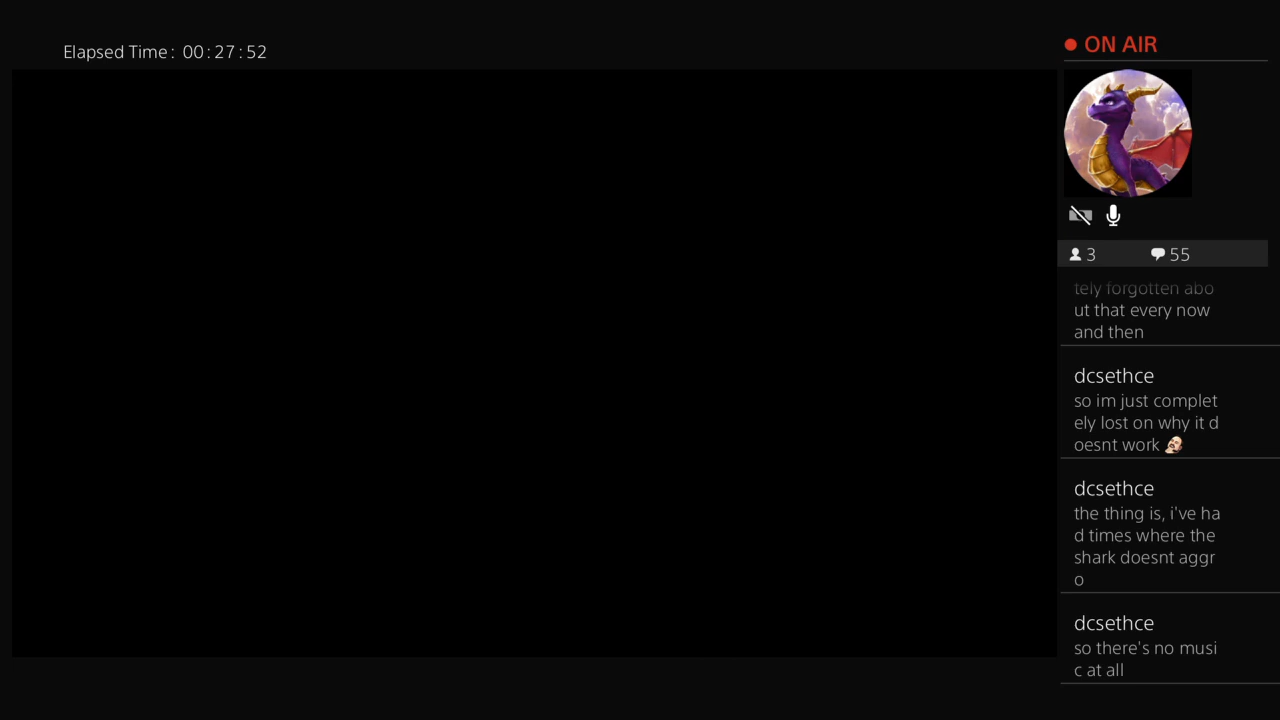 Elapsed Time: 00:27:52
ON AIR
3 55
tely forgotten abo
ut that every now
and then
dcsethce
so im just complet
ely lost on why it d
oesnt work
dcsethce
the thing is, i've ha
d times where the
shark doesnt aggr
o
dcsethce
so there's no musi
c at all